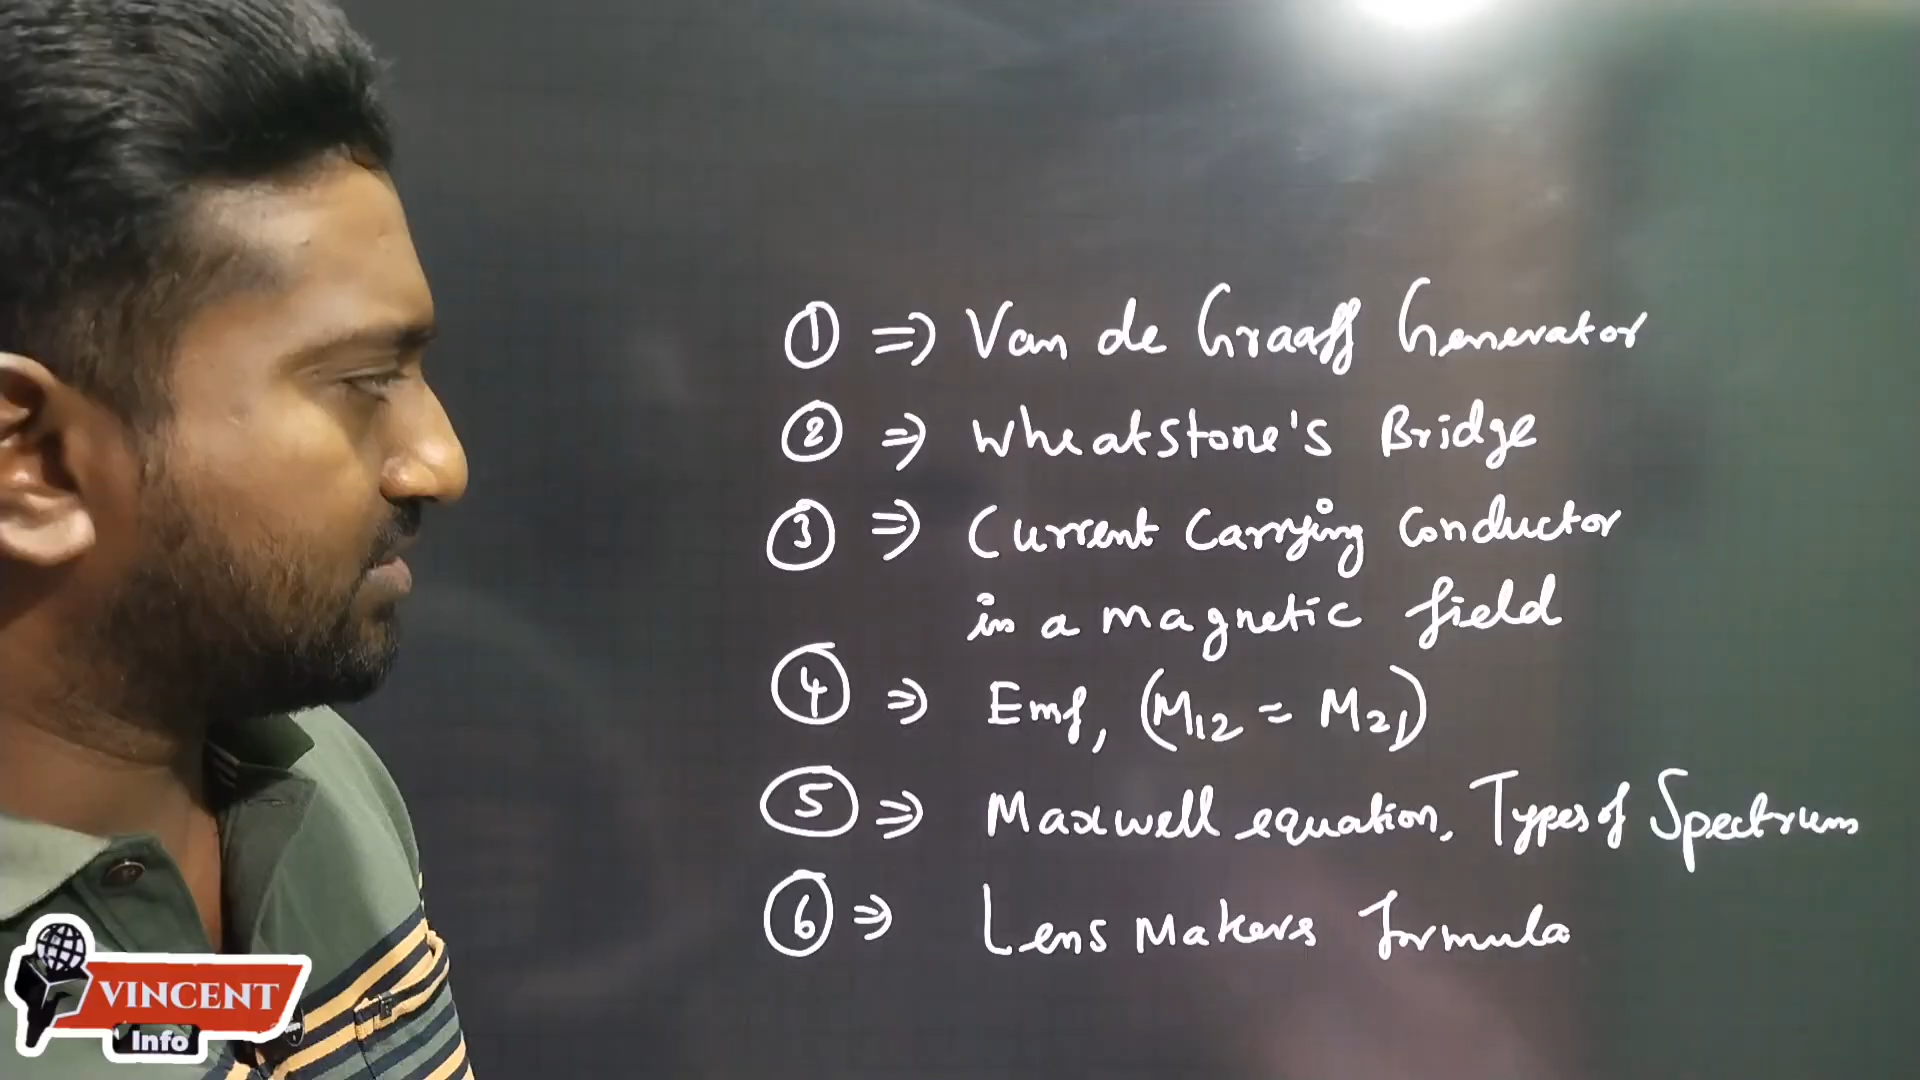 ① ⇒ Van de Graaff Generator
② ⇒ Wheatstone's Bridge
③ ⇒ Current Carrying Conductor
in a magnetic field
④ ⇒ Emf, (M12 = M21)
⑤ ⇒ Maxwell equation, Types of Spectrum
⑥ ⇒ Lens Makers formula
VINCENT
Info